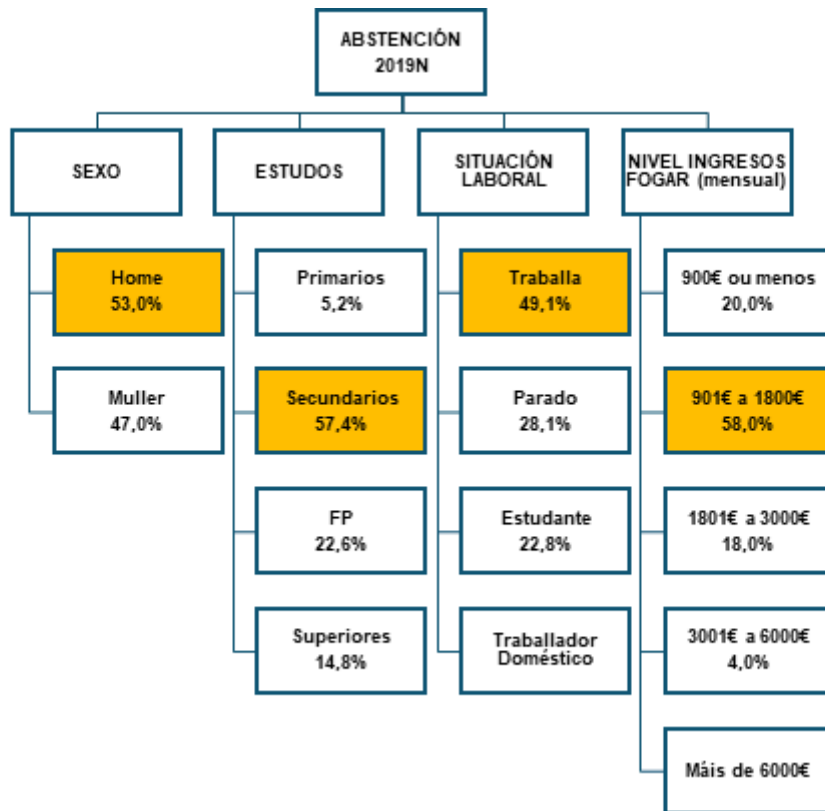 ABSTENCIÓN
2019N
SEXO
ESTUDOS
SITUACIÓN
LABORAL
NIVEL INGRESOS
FOGAR (mensual)
Home
53,0%
Primarios
5,2%
Traballa
49,1%
900€ ou menos
20,0%
Muller
47,0%
Secundarios
57,4%
Parado
28,1%
901€ a 1800€
58,0%
FP
22,6%
Estudante
22,8%
1801€ a 3000€
18,0%
Superiores
14,8%
Traballador
Doméstico
3001€ a 6000€
4,0%
Máis de 6000€